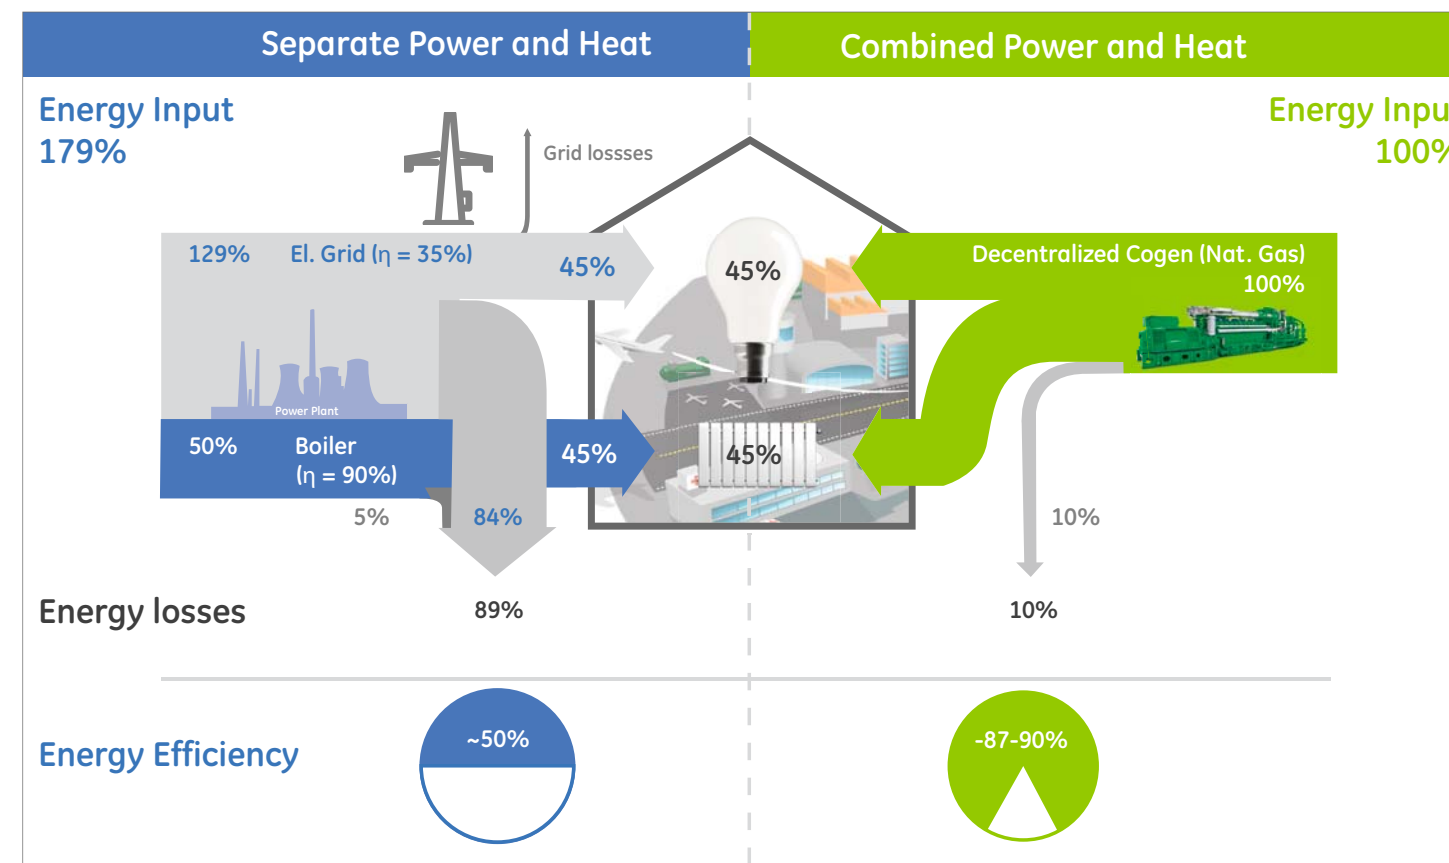 Separate Power and Heat
Combined Power and Heat
Energy Input
179%
Energy Inpu
100%
Grid lossses
129%
El. Grid (η = 35%)
45%
45%
Decentralized Cogen (Nat. Gas)
100%
Power Plant
50%
Boiler
(η = 90%)
45%
45%
5%
84%
10%
Energy losses
89%
10%
Energy Efficiency
~50%
-87-90%